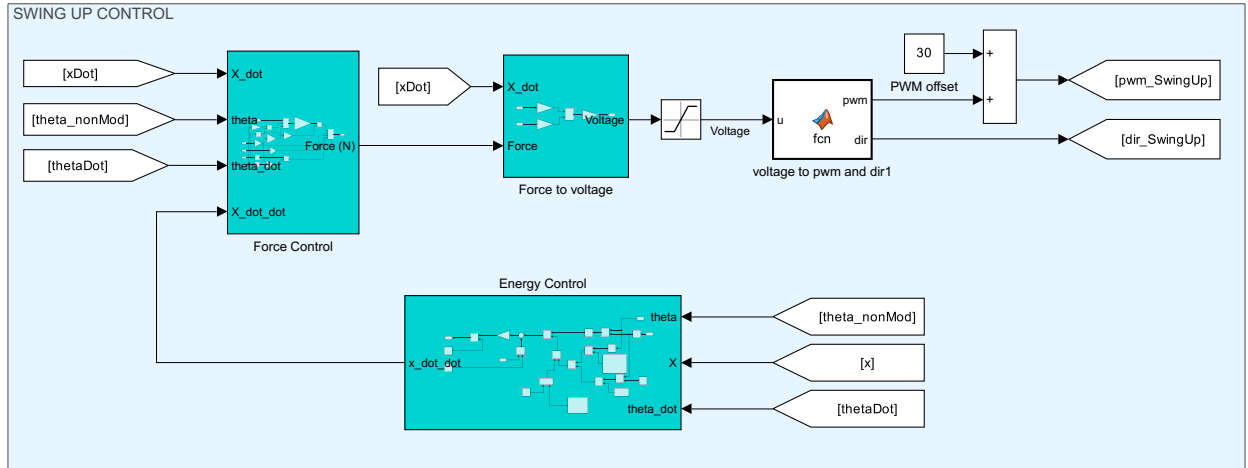 SWING UP CONTROL
[xDot]
[theta_nonMod]
[thetaDot]
X_dot
theta
theta_dot
X_dot_dot
Force (N)
Force Control
[xDot]
X_dot
Force
Voltage
Force to voltage
Voltage
u
pwm
dir
fcn
voltage to pwm and dir1
30
PWM offset
+
+
[pwm_SwingUp]
[dir_SwingUp]
Energy Control
x_dot_dot
theta
X
theta_dot
[theta_nonMod]
[x]
[thetaDot]